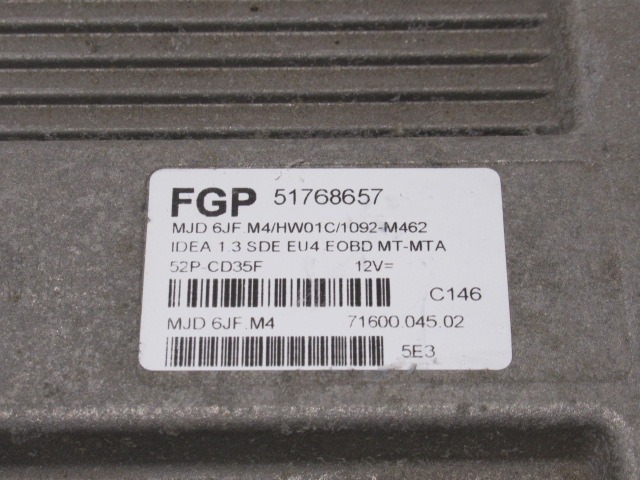 FGP 51768657
MJD 6JF.M4/HW01C/1092-M462
IDEA 1.3 SDE EU4 EOBD MT-MTA
52P-CD35F 12V=
C146
MJD 6JF.M4 71600.045.02
5E3